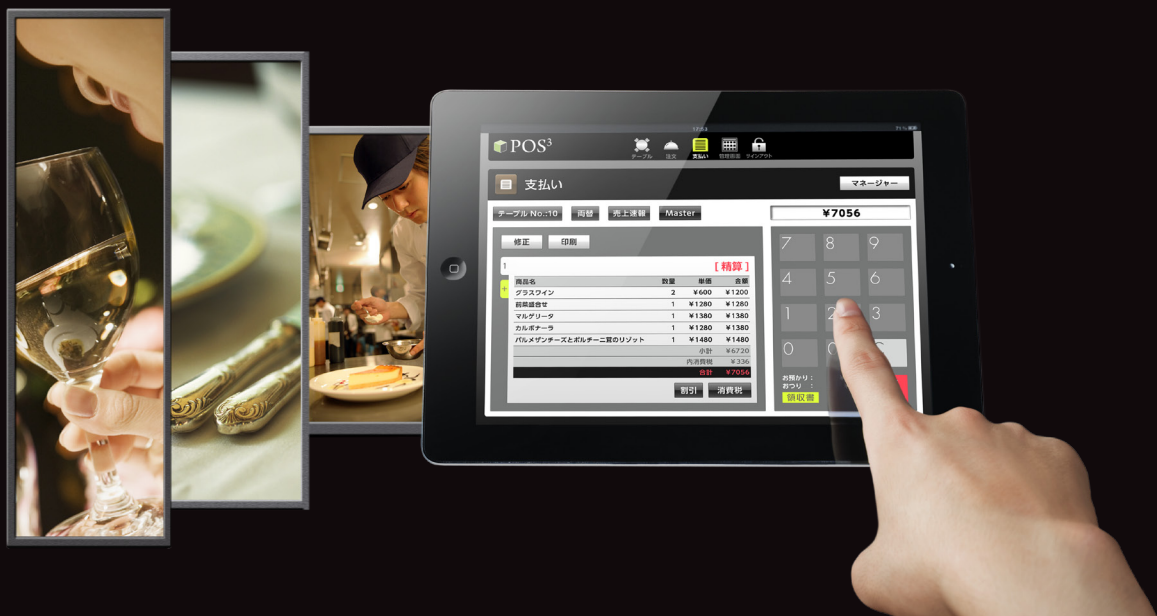 17:53
POS³
テーブル 注文 支払い 管理画面 サインアウト
支払い
マネージャー
テーブル No.:10 両替 売上速報 Master
¥7056
修正 印刷
1
[ 精算 ]
+
商品名 数量 単価 金額
グラスワイン 2 ¥600 ¥1200
前菜盛合せ 1 ¥1280 ¥1280
マルゲリータ 1 ¥1380 ¥1380
カルボナーラ 1 ¥1280 ¥1380
パルメザンチーズとポルチーニ茸のリゾット 1 ¥1480 ¥1480
小計 ¥6720
内消費税 ¥336
合計 ¥7056
割引 消費税
7 8 9
4 5 6
1 2 3
0
お預かり :
おつり :
領収書